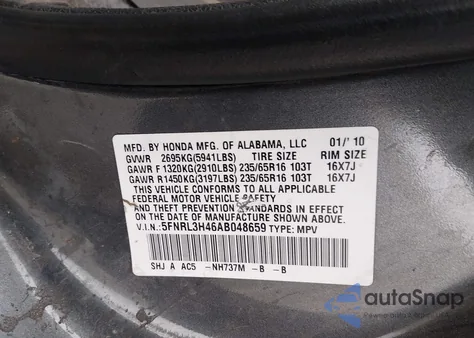 MFD. BY HONDA MFG. OF ALABAMA, LLC 01/'10
GVWR 2695KG(5941LBS) TIRE SIZE RIM SIZE
GAWR F 1320KG(2910LBS) 235/65R16 103T 16X7J
GAWR R 1450KG(3197LBS) 235/65R16 103T 16X7J
THIS VEHICLE CONFORMS TO ALL APPLICABLE
FEDERAL MOTOR VEHICLE SAFETY
AND THEFT PREVENTION STANDARDS IN EFFECT
ON THE DATE OF MANUFACTURE SHOWN ABOVE.
V.I.N.:5FNRL3H46AB048659 TYPE: MPV
SHJ A AC5 -NH737M -B -B
autoSnap